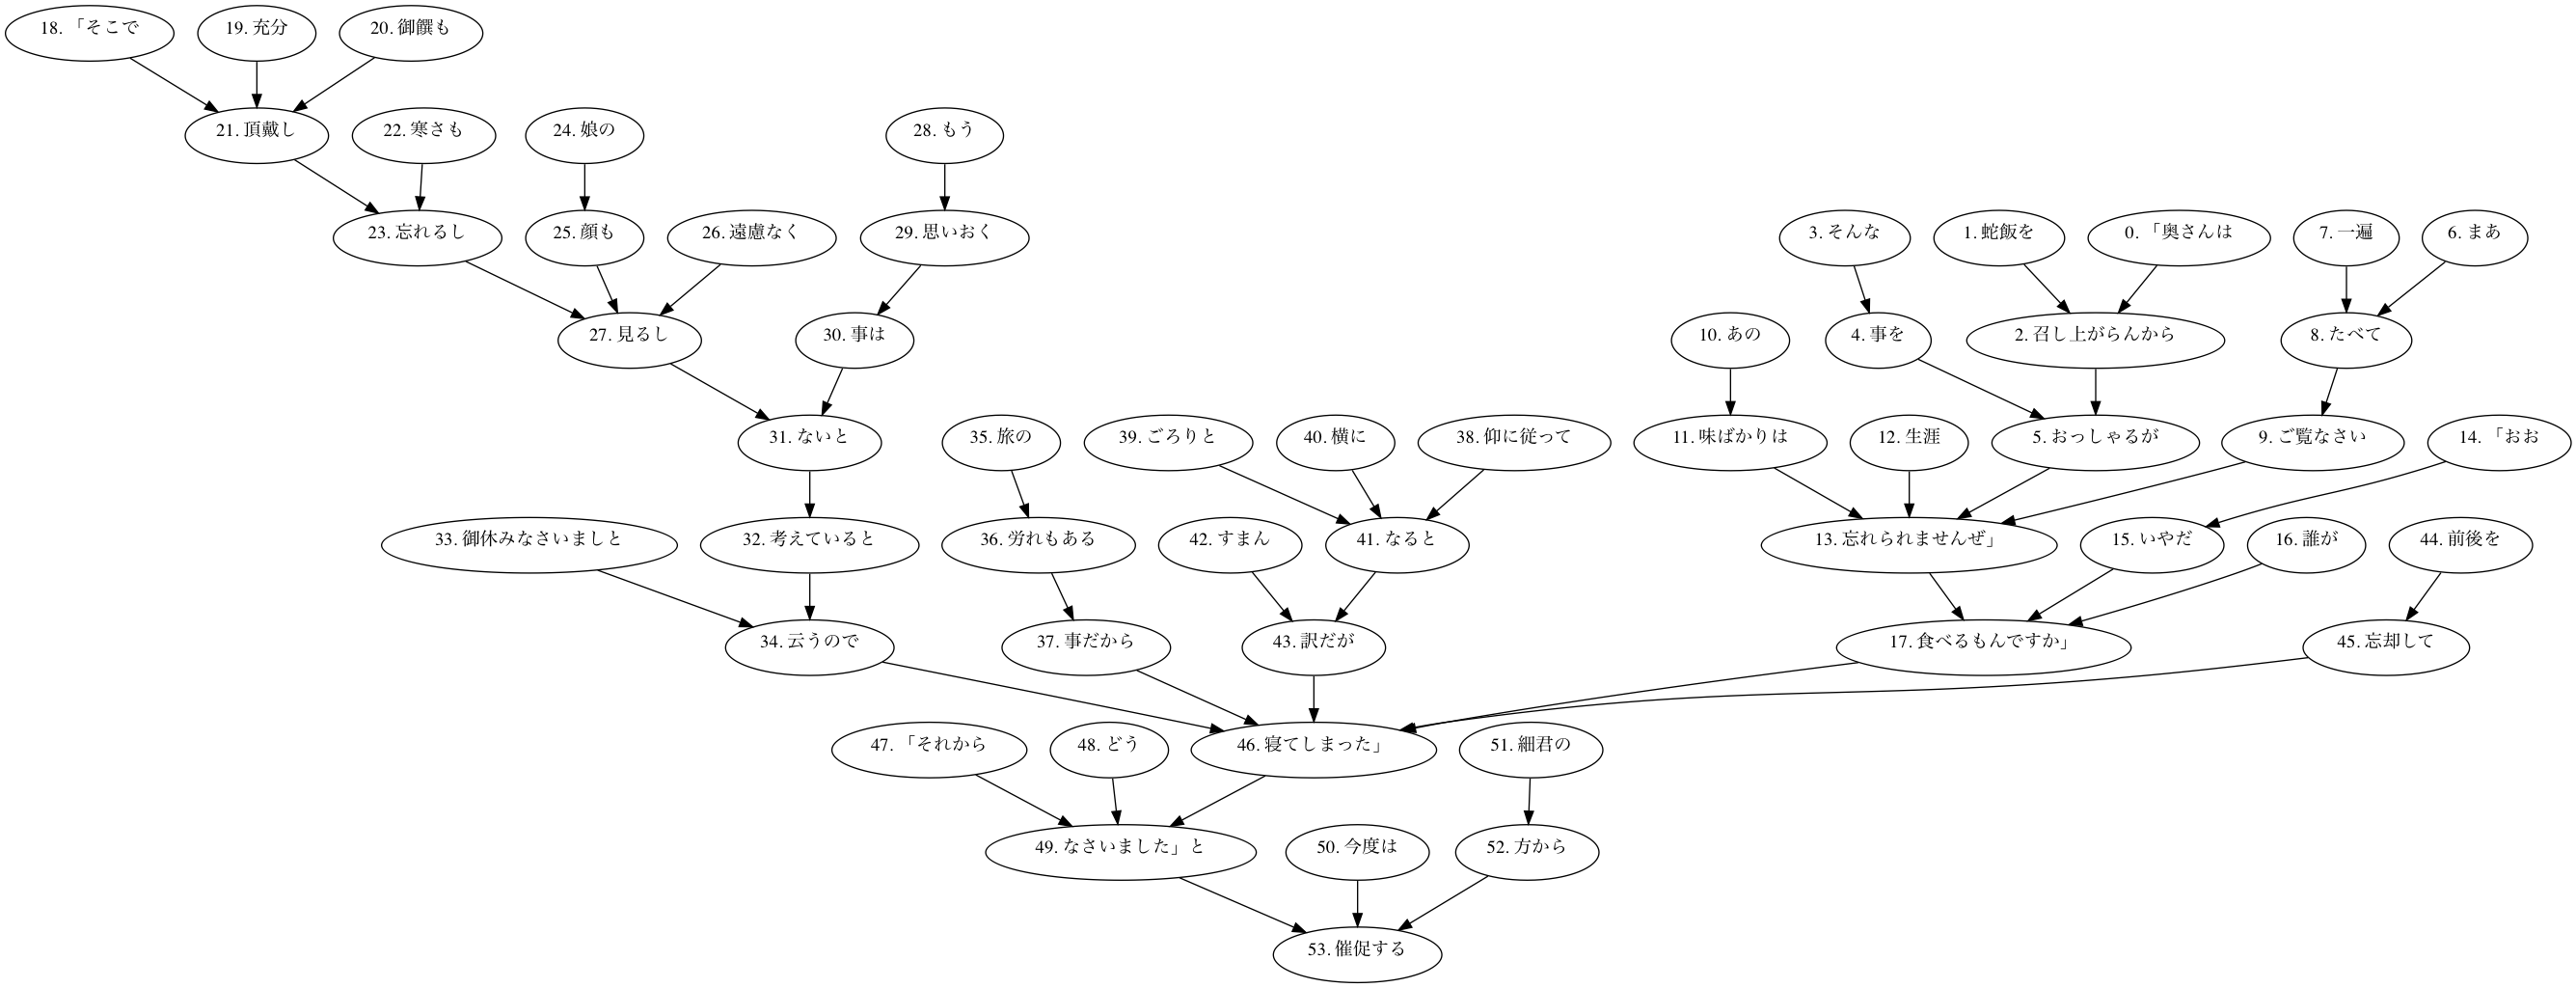 18. 「そこで
19. 充分
20. 御饌も
21. 頂戴し
22. 寒さも
24. 娘の
28. もう
23. 忘れるし
25. 顔も
26. 遠慮なく
29. 思いおく
3. そんな
1. 蛇飯を
0. 「奥さんは
7. 一遍
6. まあ
27. 見るし
30. 事は
10. あの
4. 事を
2. 召し上がらんから
8. たべて
31. ないと
35. 旅の
39. ごろりと
40. 横に
38. 仰に従って
11. 味ばかりは
12. 生涯
5. おっしゃるが
9. ご覧なさい
14. 「おお
33. 御休みなさいましと
32. 考えていると
36. 労れもある
42. すまん
41. なると
13. 忘れられませんぜ」
15. いやだ
16. 誰が
44. 前後を
34. 云うので
37. 事だから
43. 訳だが
17. 食べるもんですか」
45. 忘却して
47. 「それから
48. どう
46. 寝てしまった」
51. 細君の
49. なさいました」と
50. 今度は
52. 方から
53. 催促する